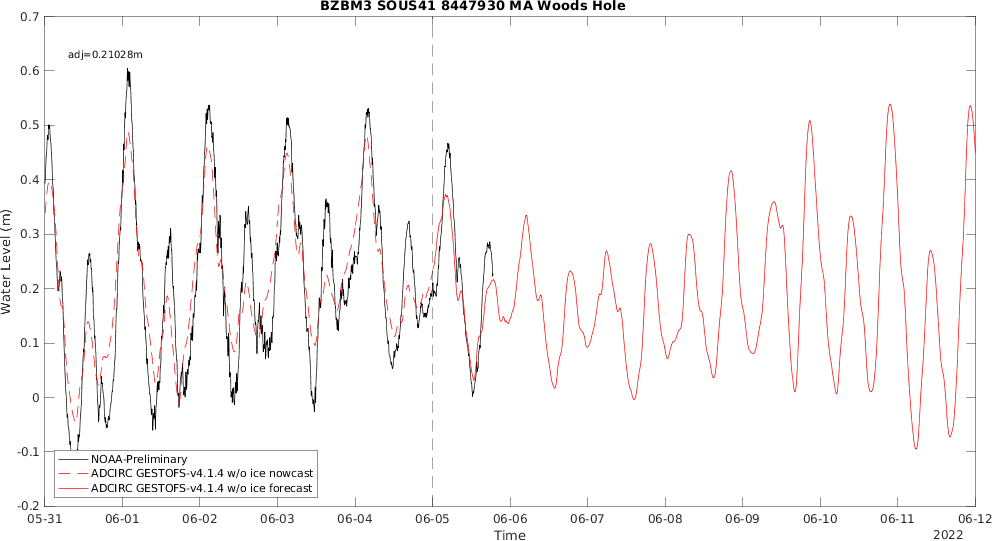 BZBM3 SOUS41 8447930 MA Woods Hole
adj=0.21028m
Water Level (m)
0.7
0.6
0.5
0.4
0.3
0.2
0.1
0
-0.1
-0.2
NOAA-Preliminary
ADCIRC GESTOFS-v4.1.4 w/o ice nowcast
ADCIRC GESTOFS-v4.1.4 w/o ice forecast
05-31 06-01 06-02 06-03 06-04 06-05 06-06 06-07 06-08 06-09 06-10 06-11 06-12
Time
2022